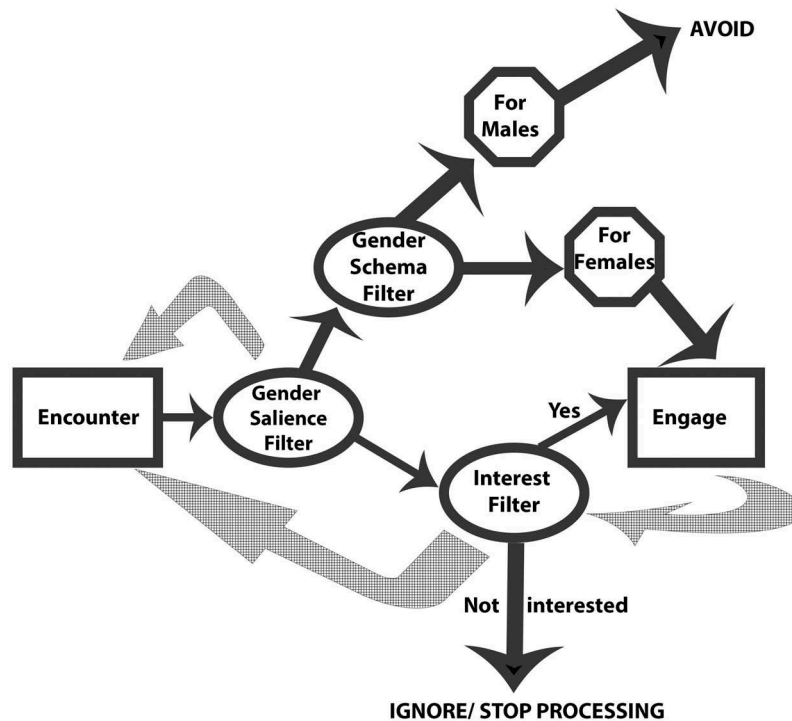 AVOID
For
Males
Gender
Schema
Filter
For
Females
Encounter
Gender
Salience
Filter
Yes
Engage
Interest
Filter
Not interested
IGNORE/ STOP PROCESSING